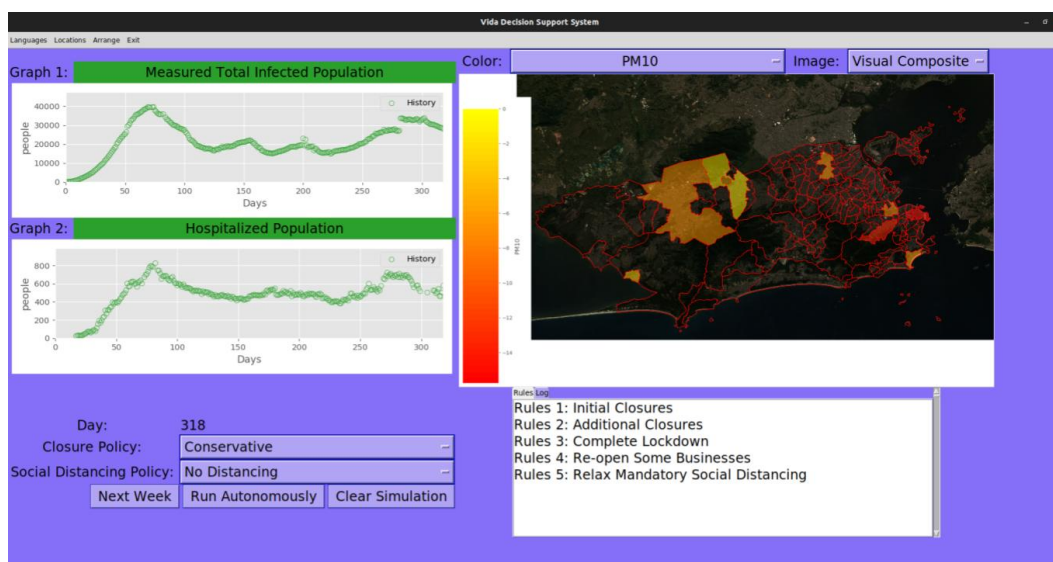 Vida Decision Support System
Languages Locations Arrange Exit
Graph 1: Measured Total Infected Population
History
40000
30000
20000
10000
0
people
0 50 100 150 200 250 300
Days
Graph 2: Hospitalized Population
History
800
600
400
200
0
people
0 50 100 150 200 250 300
Days
Color: PM10 Image: Visual Composite
0
-2
-4
-6
-8
-10
-12
-14
PM10
Day: 318
Closure Policy: Conservative
Social Distancing Policy: No Distancing
Next Week Run Autonomously Clear Simulation
Rules Log
Rules 1: Initial Closures
Rules 2: Additional Closures
Rules 3: Complete Lockdown
Rules 4: Re-open Some Businesses
Rules 5: Relax Mandatory Social Distancing